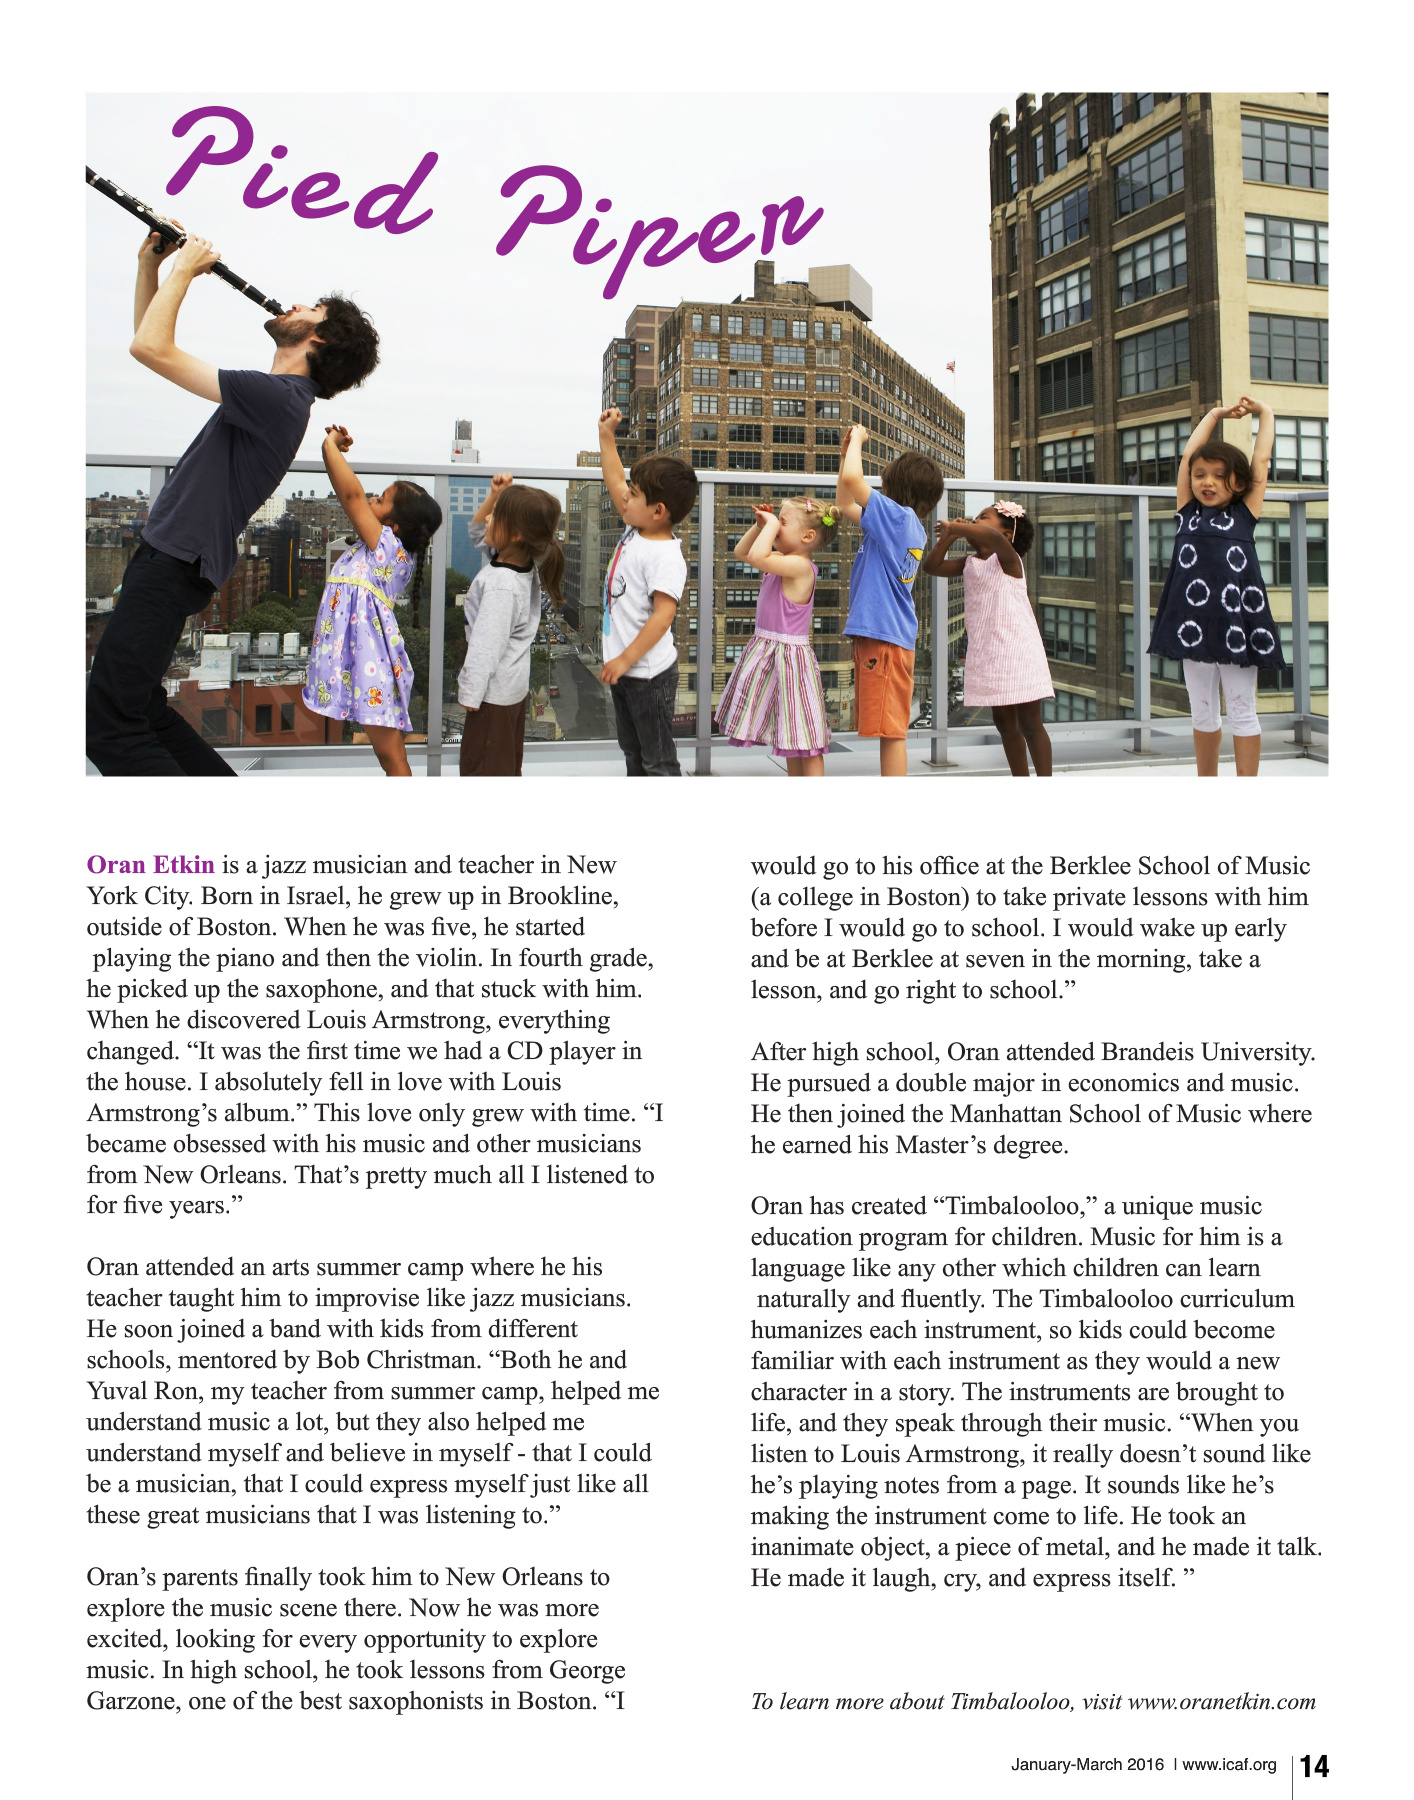 Pied Piper
Oran Etkin is a jazz musician and teacher in New
York City. Born in Israel, he grew up in Brookline,
outside of Boston. When he was five, he started
playing the piano and then the violin. In fourth grade,
he picked up the saxophone, and that stuck with him.
When he discovered Louis Armstrong, everything
changed. “It was the first time we had a CD player in
the house. I absolutely fell in love with Louis
Armstrong’s album.” This love only grew with time. “I
became obsessed with his music and other musicians
from New Orleans. That’s pretty much all I listened to
for five years.”
Oran attended an arts summer camp where he his
teacher taught him to improvise like jazz musicians.
He soon joined a band with kids from different
schools, mentored by Bob Christman. “Both he and
Yuval Ron, my teacher from summer camp, helped me
understand music a lot, but they also helped me
understand myself and believe in myself - that I could
be a musician, that I could express myself just like all
these great musicians that I was listening to.”
Oran’s parents finally took him to New Orleans to
explore the music scene there. Now he was more
excited, looking for every opportunity to explore
music. In high school, he took lessons from George
Garzone, one of the best saxophonists in Boston. “I
would go to his office at the Berklee School of Music
(a college in Boston) to take private lessons with him
before I would go to school. I would wake up early
and be at Berklee at seven in the morning, take a
lesson, and go right to school.”
After high school, Oran attended Brandeis University.
He pursued a double major in economics and music.
He then joined the Manhattan School of Music where
he earned his Master’s degree.
Oran has created “Timbalooloo,” a unique music
education program for children. Music for him is a
language like any other which children can learn
naturally and fluently. The Timbalooloo curriculum
humanizes each instrument, so kids could become
familiar with each instrument as they would a new
character in a story. The instruments are brought to
life, and they speak through their music. “When you
listen to Louis Armstrong, it really doesn’t sound like
he’s playing notes from a page. It sounds like he’s
making the instrument come to life. He took an
inanimate object, a piece of metal, and he made it talk.
He made it laugh, cry, and express itself. ”
To learn more about Timbalooloo, visit www.oranetkin.com
January-March 2016 | www.icaf.org 14